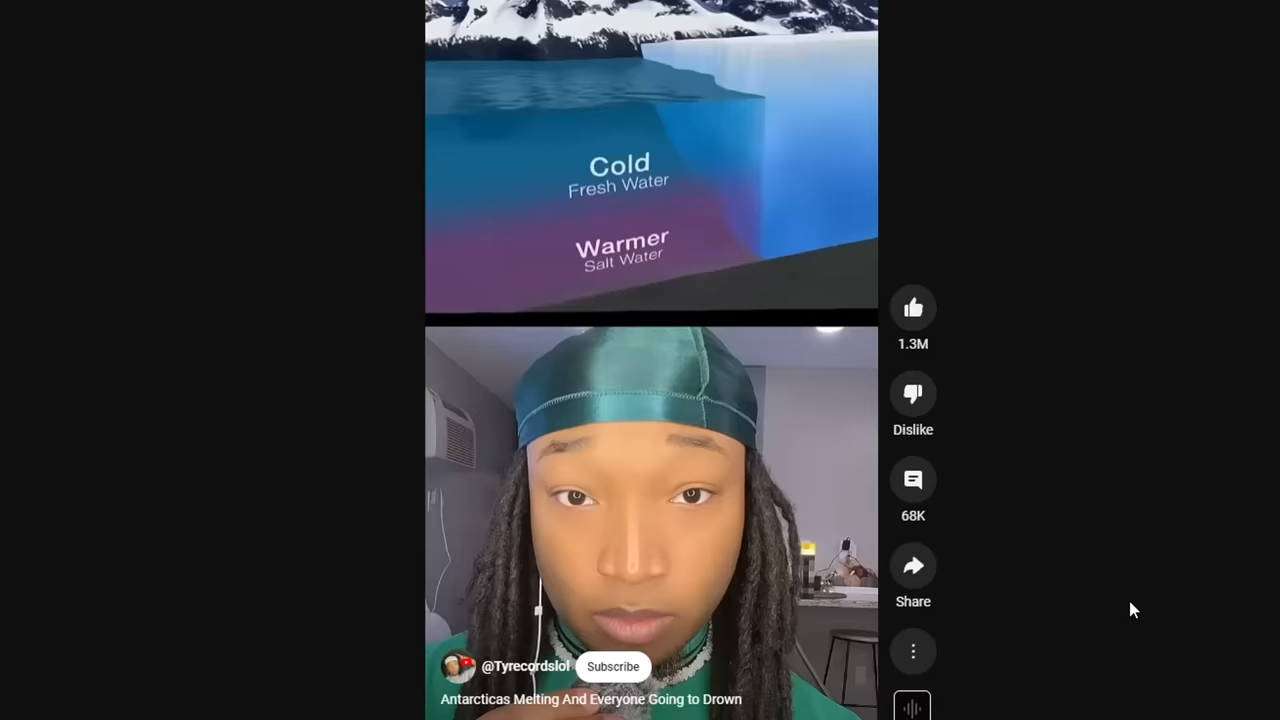 Cold
Fresh Water
Warmer
Salt Water
1.3M
Dislike
68K
Share
@Tyrecordslol
Subscribe
Antarcticas Melting And Everyone Going to Drown